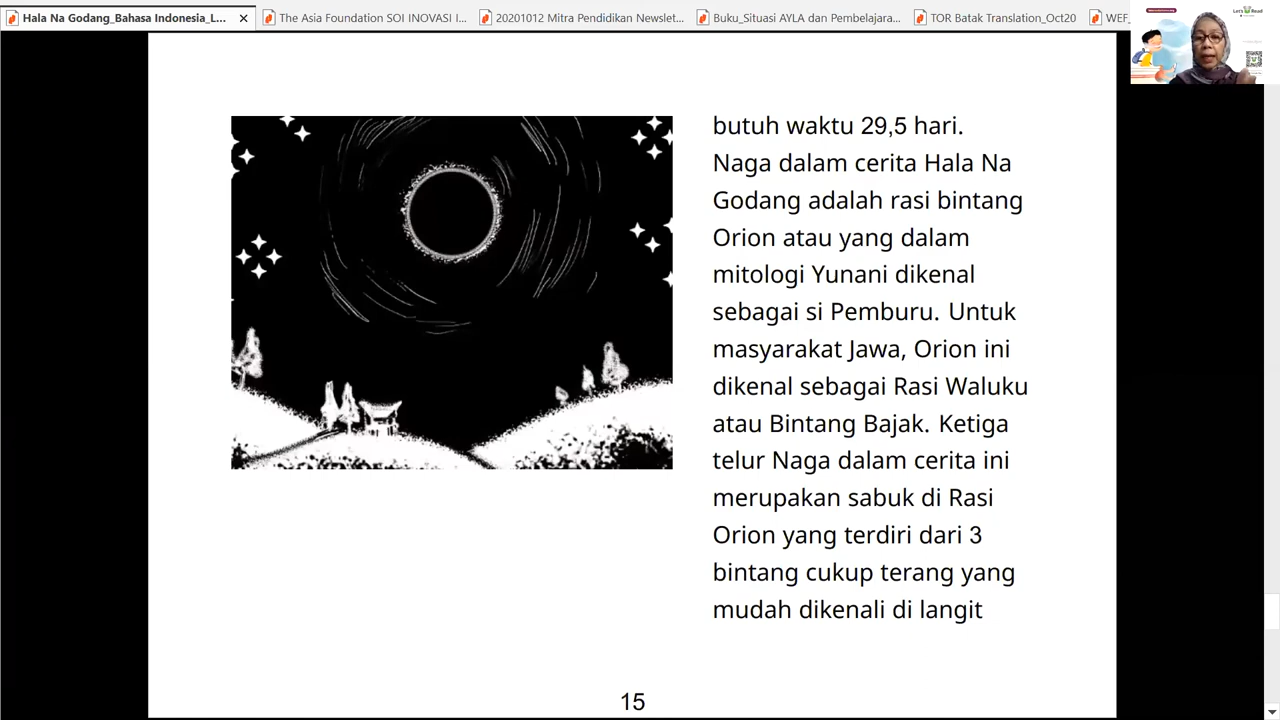 Hala Na Godang_Bahasa Indonesia_L...
The Asia Foundation SOI INOVASI I...
20201012 Mitra Pendidikan Newslet...
Buku_Situasi AYLA dan Pembelajara...
TOR Batak Translation_Oct20
WEF_
Let's Read
butuh waktu 29,5 hari.
Naga dalam cerita Hala Na
Godang adalah rasi bintang
Orion atau yang dalam
mitologi Yunani dikenal
sebagai si Pemburu. Untuk
masyarakat Jawa, Orion ini
dikenal sebagai Rasi Waluku
atau Bintang Bajak. Ketiga
telur Naga dalam cerita ini
merupakan sabuk di Rasi
Orion yang terdiri dari 3
bintang cukup terang yang
mudah dikenali di langit
15